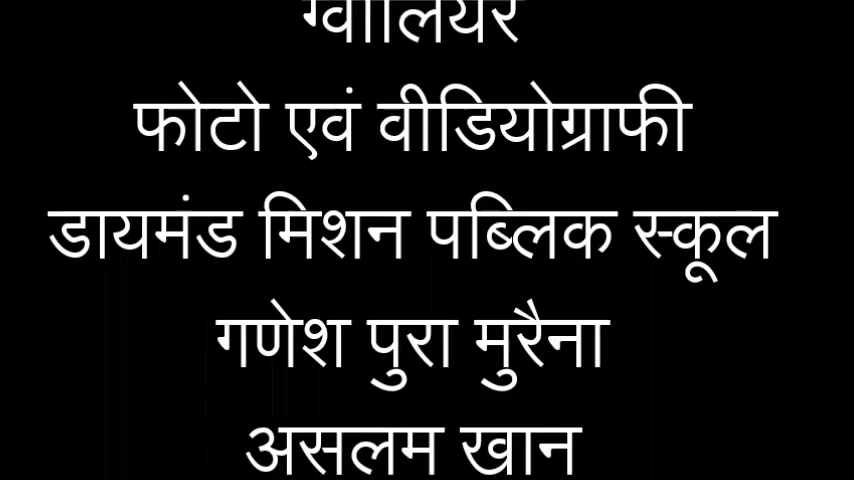 ग्वालियर
फोटो एवं वीडियोग्राफी
डायमंड मिशन पब्लिक स्कूल
गणेश पुरा मुरैना
असलम खान